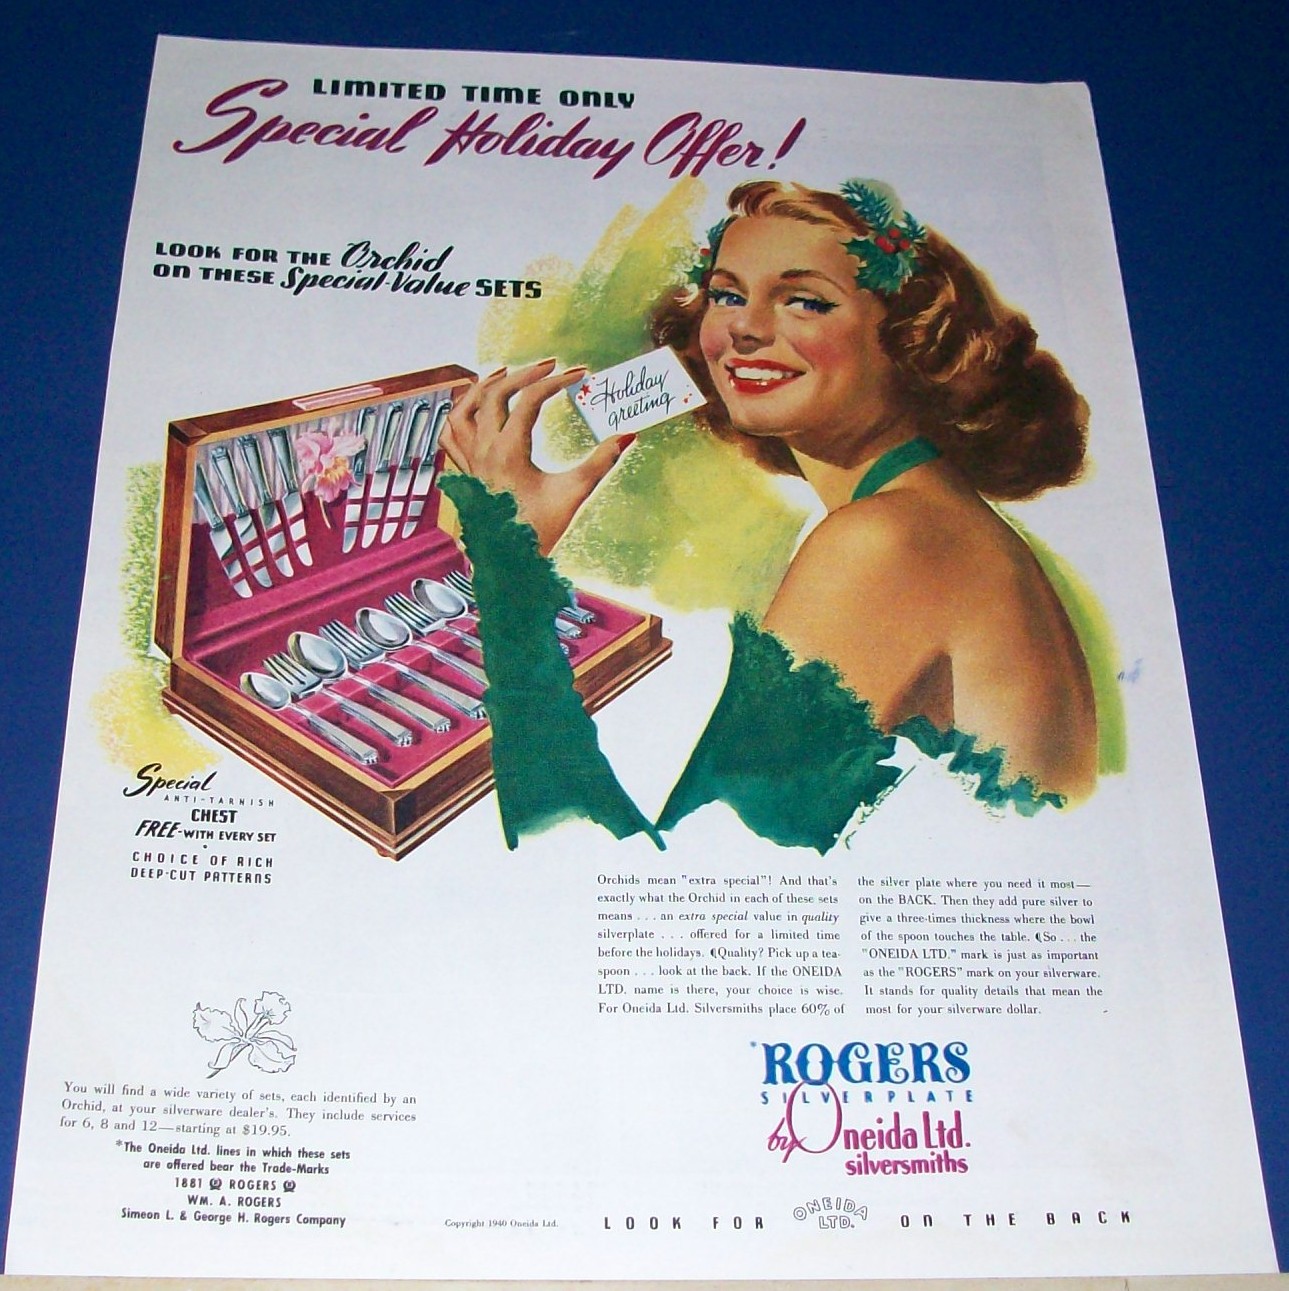 LIMITED TIME ONLY
Special Holiday Offer!
LOOK FOR THE Orchid
ON THESE Special-Value SETS
Holiday
greeting
Special
ANTI-TARNISH
CHEST
FREE-WITH EVERY SET
CHOICE OF RICH
DEEP-CUT PATTERNS
Orchids mean "extra special"! And that's
exactly what the Orchid in each of these sets
means . . . an extra special value in quality
silverplate . . . offered for a limited time
before the holidays. ¶Quality? Pick up a tea-
spoon . . . look at the back. If the ONEIDA
LTD. name is there, your choice is wise.
For Oneida Ltd. Silversmiths place 60% of
the silver plate where you need it most—
on the BACK. Then they add pure silver to
give a three-times thickness where the bowl
of the spoon touches the table. ¶So . . . the
"ONEIDA LTD." mark is just as important
as the "ROGERS" mark on your silverware.
It stands for quality details that mean the
most for your silverware dollar.
You will find a wide variety of sets, each identified by an
Orchid, at your silverware dealer's. They include services
for 6, 8 and 12—starting at $19.95.
*The Oneida Ltd. lines in which these sets
are offered bear the Trade-Marks
1881 ROGERS
WM. A. ROGERS
Simeon L. & George H. Rogers Company
*ROGERS
SILVERPLATE
by Oneida Ltd.
silversmiths
Copyright 1940 Oneida Ltd.
LOOK FOR ONEIDA LTD. ON THE BACK